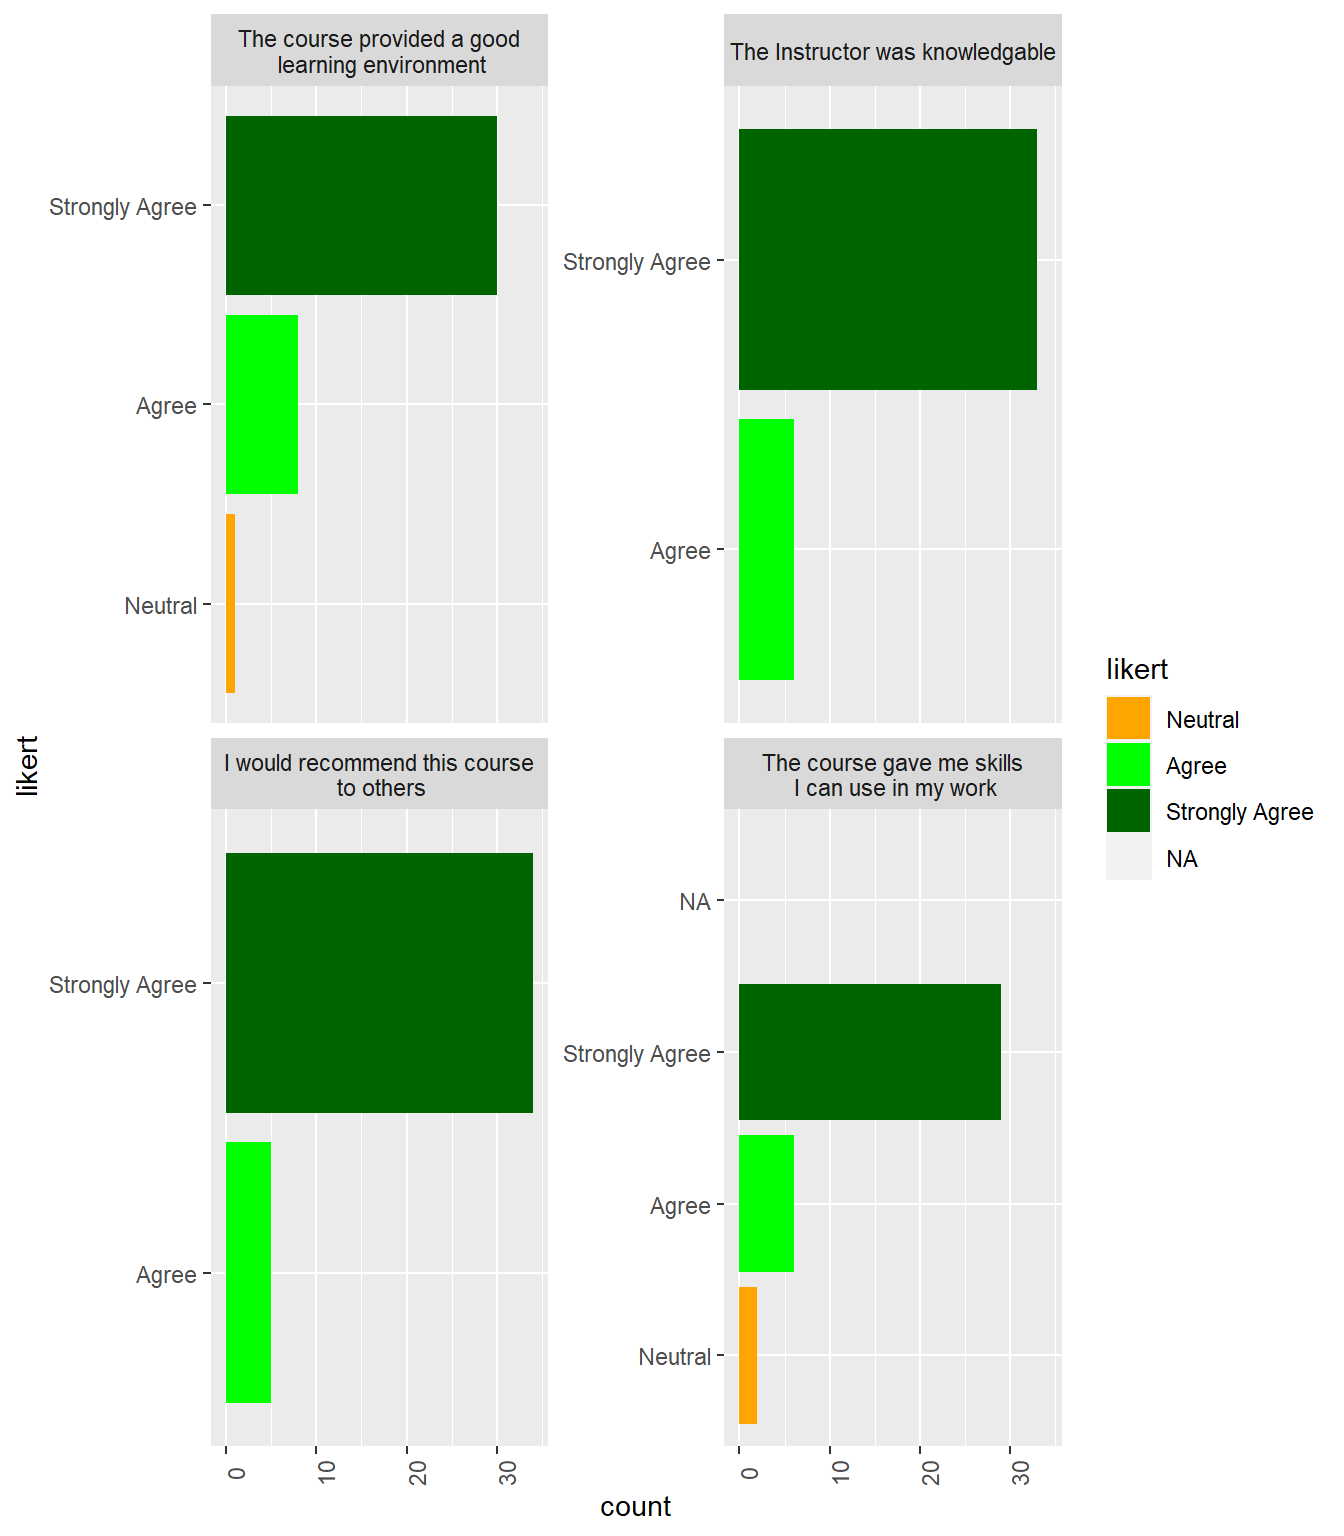 The course provided a good
learning environment
The Instructor was knowledgable
Strongly Agree
Agree
Neutral
Strongly Agree
Agree
I would recommend this course
to others
The course gave me skills
I can use in my work
Strongly Agree
Agree
NA
Strongly Agree
Agree
Neutral
0
10
20
30
0
10
20
30
count
likert
likert
Neutral
Agree
Strongly Agree
NA